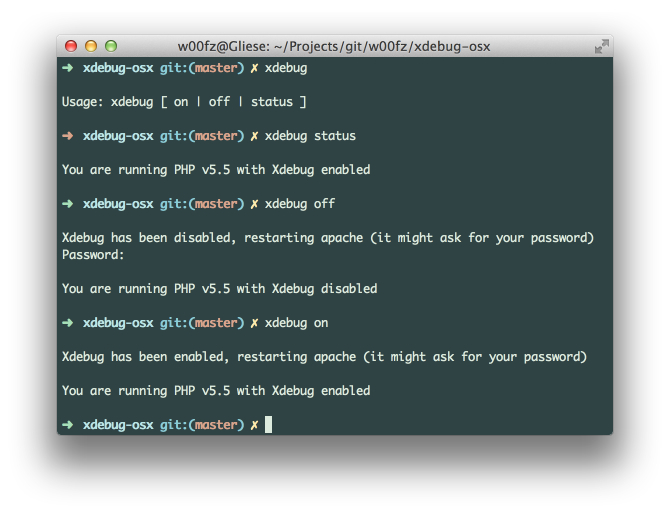 w00fz@Gliese: ~/Projects/git/w00fz/xdebug-osx
➜ xdebug-osx git:(master) ✗ xdebug
Usage: xdebug [ on | off | status ]
➜ xdebug-osx git:(master) ✗ xdebug status
You are running PHP v5.5 with Xdebug enabled
➜ xdebug-osx git:(master) ✗ xdebug off
Xdebug has been disabled, restarting apache (it might ask for your password)
Password:
You are running PHP v5.5 with Xdebug disabled
➜ xdebug-osx git:(master) ✗ xdebug on
Xdebug has been enabled, restarting apache (it might ask for your password)
You are running PHP v5.5 with Xdebug enabled
➜ xdebug-osx git:(master) ✗